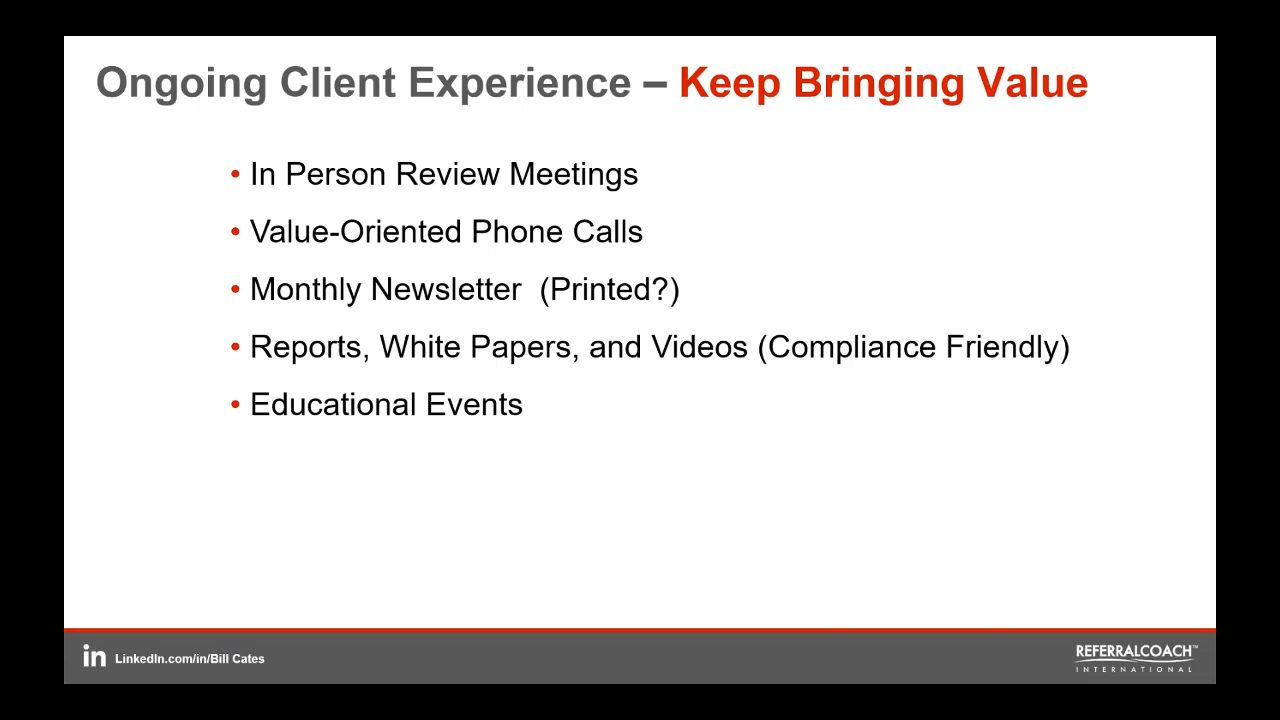 Ongoing Client Experience – Keep Bringing Value
• In Person Review Meetings
• Value-Oriented Phone Calls
• Monthly Newsletter  (Printed?)
• Reports, White Papers, and Videos (Compliance Friendly)
• Educational Events
in LinkedIn.com/in/Bill Cates
REFERRALCOACH™
INTERNATIONAL